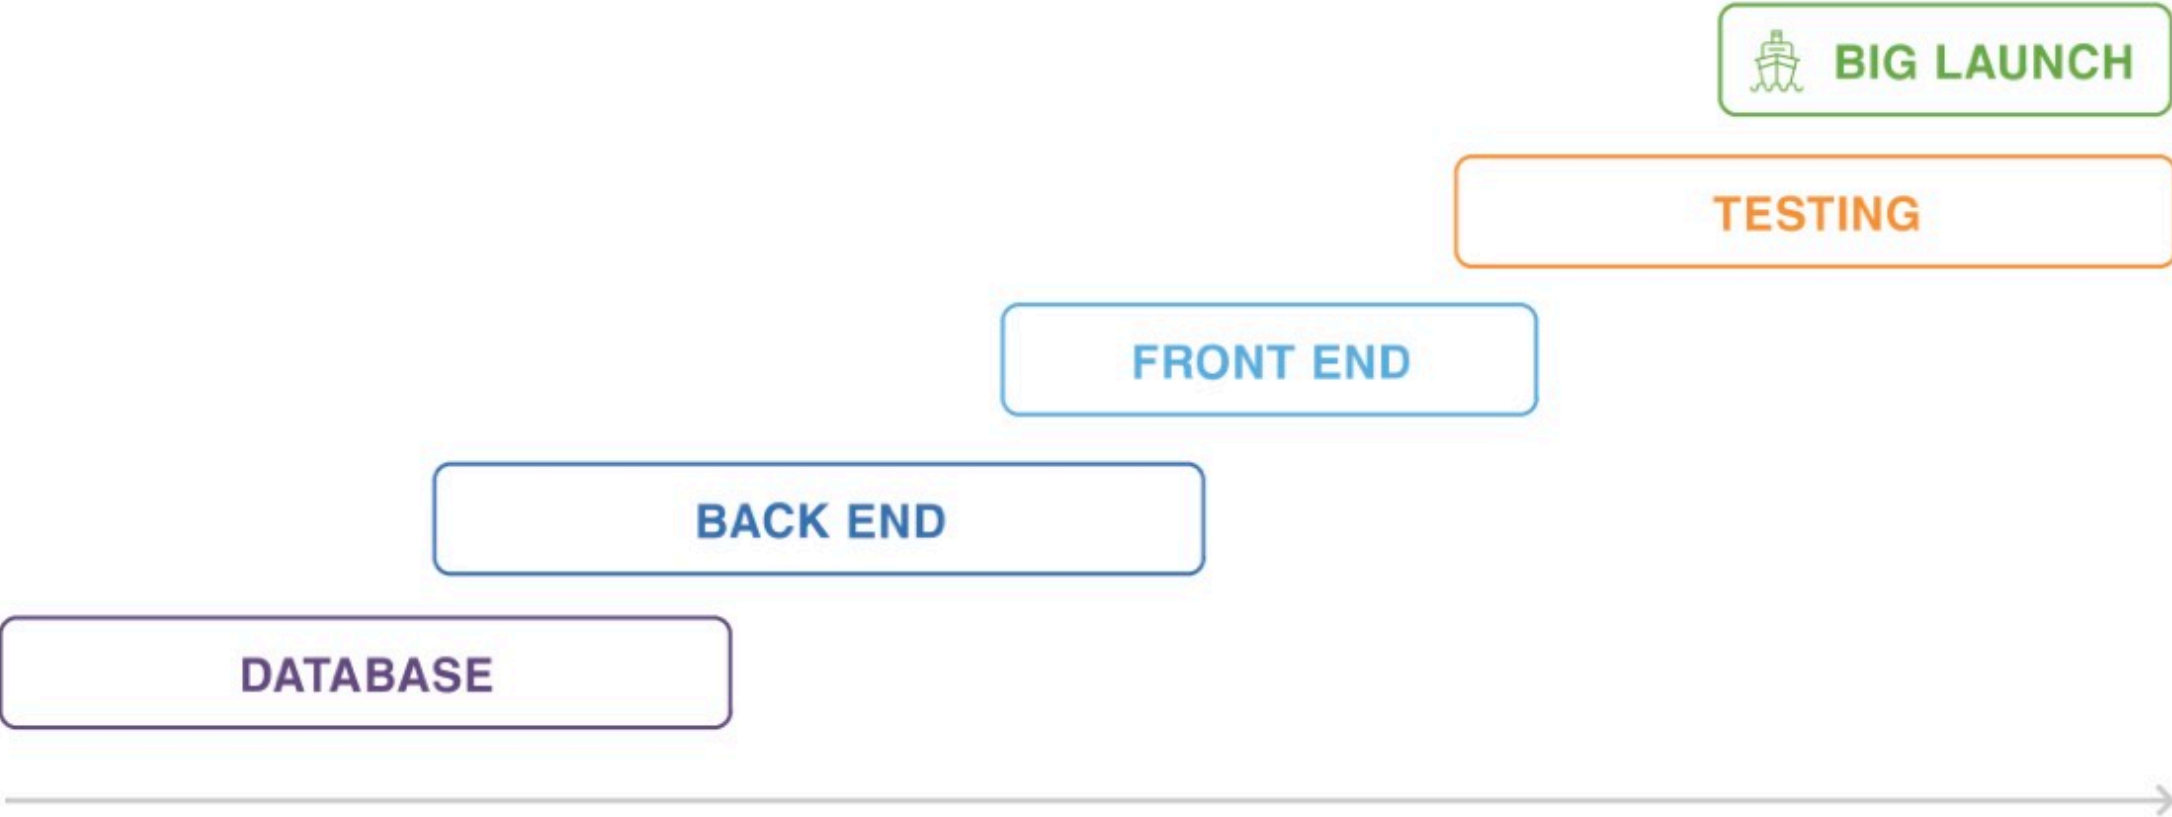 BIG LAUNCH
TESTING
FRONT END
BACK END
DATABASE